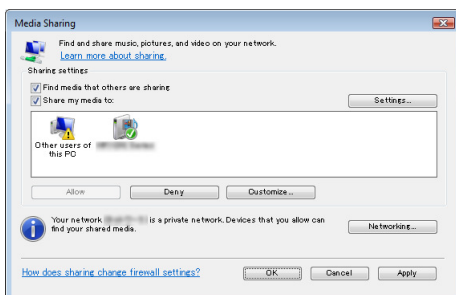 Media Sharing
Find and share music, pictures, and video on your network.
Learn more about sharing.
Sharing settings
Find media that others are sharing
Share my media to:
Settings...
Other users of
this PC
Allow
Deny
Customize...
Your network is a private network. Devices that you allow can
find your shared media.
Networking...
How does sharing change firewall settings?
OK
Cancel
Apply